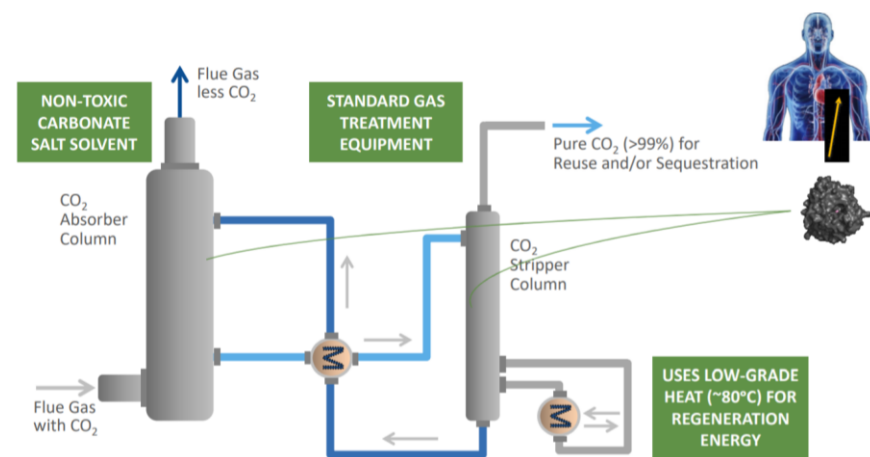 NON-TOXIC
CARBONATE
SALT SOLVENT
Flue Gas
less CO₂
STANDARD GAS
TREATMENT
EQUIPMENT
Pure CO₂ (>99%) for
Reuse and/or Sequestration
CO₂
Absorber
Column
CO₂
Stripper
Column
Flue Gas
with CO₂
USES LOW-GRADE
HEAT (~80°C) FOR
REGENERATION
ENERGY